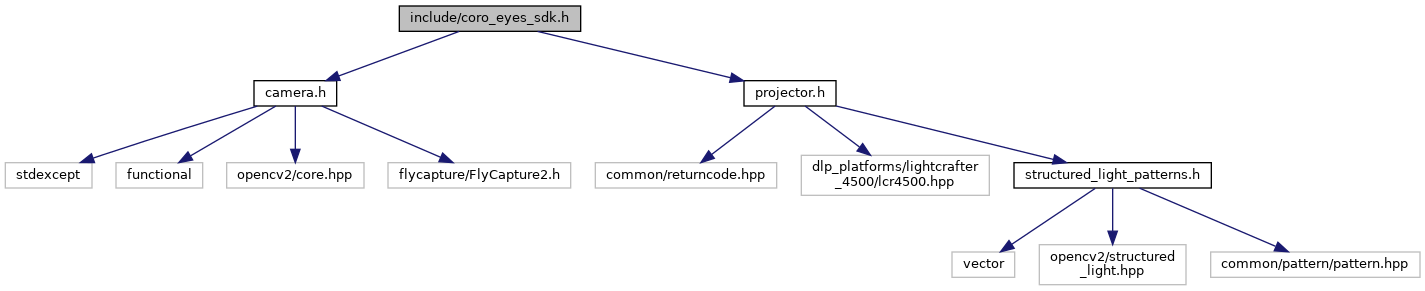 include/coro_eyes_sdk.h
camera.h
projector.h
stdexcept
functional
opencv2/core.hpp
flycapture/FlyCapture2.h
common/returncode.hpp
dlp_platforms/lightcrafter
_4500/lcr4500.hpp
structured_light_patterns.h
vector
opencv2/structured
_light.hpp
common/pattern/pattern.hpp